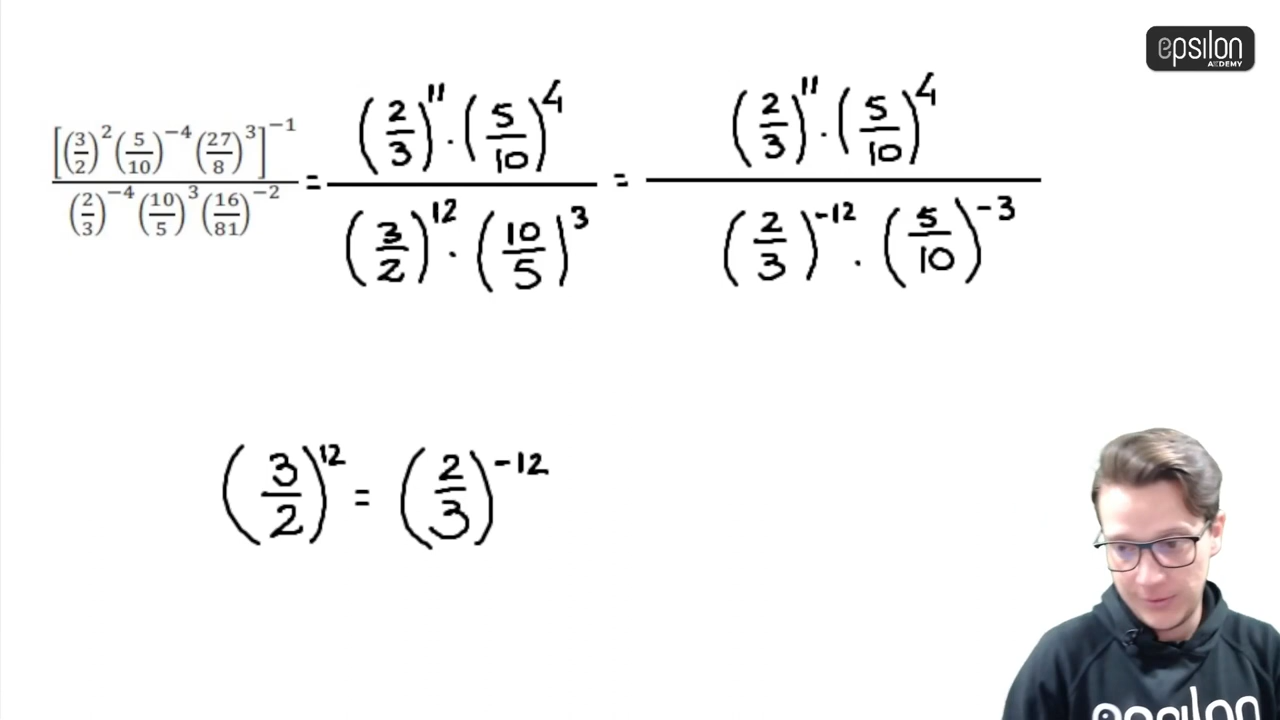 epsilon
AKDEMY
[(3/2)^2 (5/10)^−4 (27/8)^3]^−1 / (2/3)^−4 (10/5)^3 (16/81)^−2 = (2/3)^11 · (5/10)^4 / (3/2)^12 · (10/5)^3 = (2/3)^11 · (5/10)^4 / (2/3)^-12 · (5/10)^-3
(3/2)^12 = (2/3)^-12
epsilon